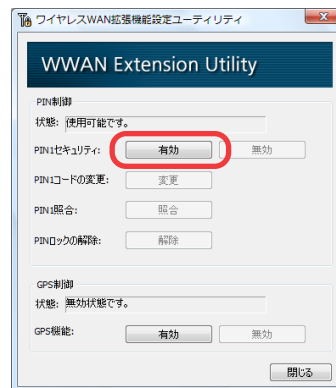 ワイヤレスWAN拡張機能設定ユーティリティ
WWAN Extension Utility
PIN制御
状態: 使用可能です。
PIN1セキュリティ: 有効 無効
PIN1コードの変更: 変更
PIN1照合: 照合
PINロックの解除: 解除
GPS制御
状態: 無効状態です。
GPS機能: 有効 無効
閉じる